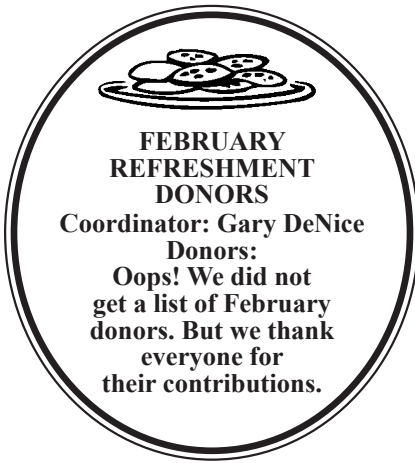 FEBRUARY
REFRESHMENT
DONORS
Coordinator: Gary DeNice
Donors:
Oops! We did not
get a list of February
donors. But we thank
everyone for
their contributions.